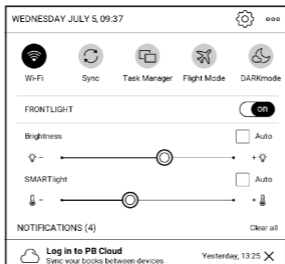 WEDNESDAY JULY 5, 09:37
Wi-Fi Sync Task Manager Flight Mode DARKmode
FRONTLIGHT on
Brightness Auto
- +
SMARTlight Auto
- +
NOTIFICATIONS (4) Clear all
Log in to PB Cloud Yesterday, 13:25
Sync your books between devices